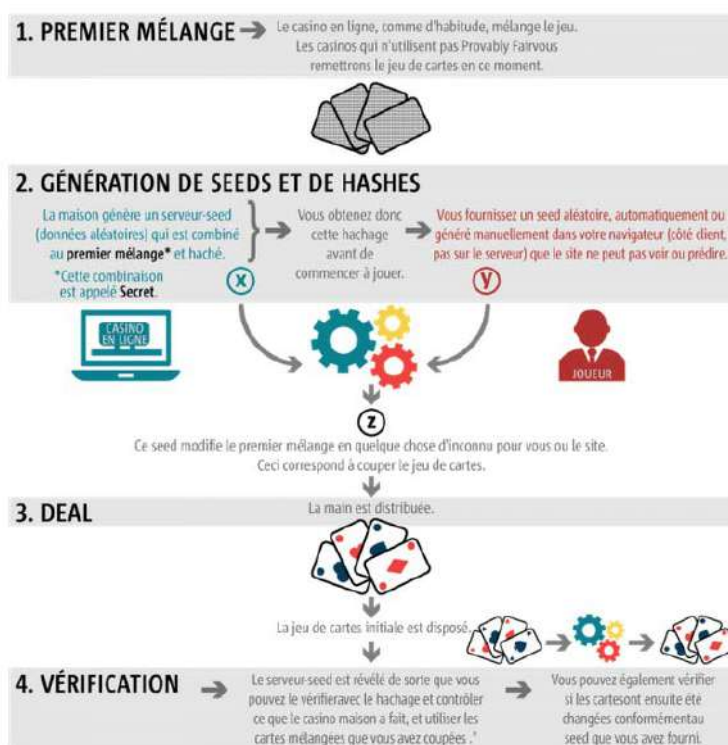 1. PREMIER MÉLANGE
Le casino en ligne, comme d'habitude, mélange le jeu.
Les casinos qui n'utilisent pas Provably Fairvous
remettrons le jeu de cartes en ce moment.
2. GÉNÉRATION DE SEEDS ET DE HASHES
La maison génère un serveur-seed
(données aléatoires) qui est combiné
au premier mélange* et haché.
*Cette combinaison
est appelé Secret.
X
Vous obtenez donc
cette hachage
avant de
commencer à jouer.
Vous fournissez un seed aléatoire, automatiquement ou
généré manuellement dans votre navigateur (côté client,
pas sur le serveur) que le site ne peut pas voir ou prédire.
y
CASINO
EN LIGNE
JOUEUR
Z
Ce seed modifie le premier mélange en quelque chose d'inconnu pour vous ou le site.
Ceci correspond à couper le jeu de cartes.
3. DEAL
La main est distribuée.
La jeu de cartes initiale est disposé.
4. VÉRIFICATION
Le serveur-seed est révélé de sorte que vous
pouvez le vérifieravec le hachage et contrôler
ce que le casino maison a fait, et utiliser les
cartes mélangées que vous avez coupées .*
Vous pouvez également vérifier
si les cartesont ensuite été
changées conformémentau
seed que vous avez fourni.